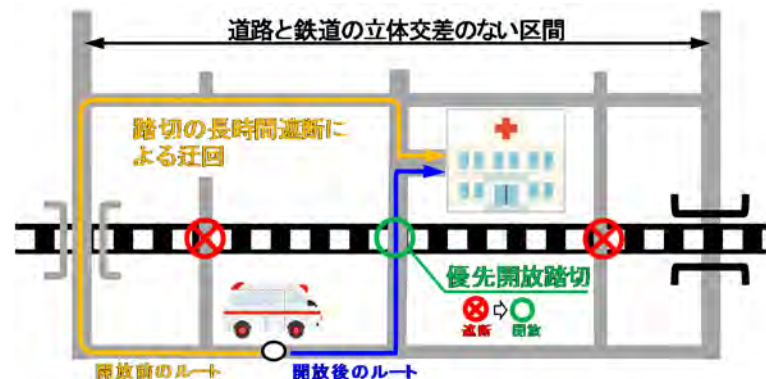 道路と鉄道の立体交差のない区間
踏切の長時間遮断に
よる迂回
優先開放踏切
遮断
開放
開放前のルート
開放後のルート